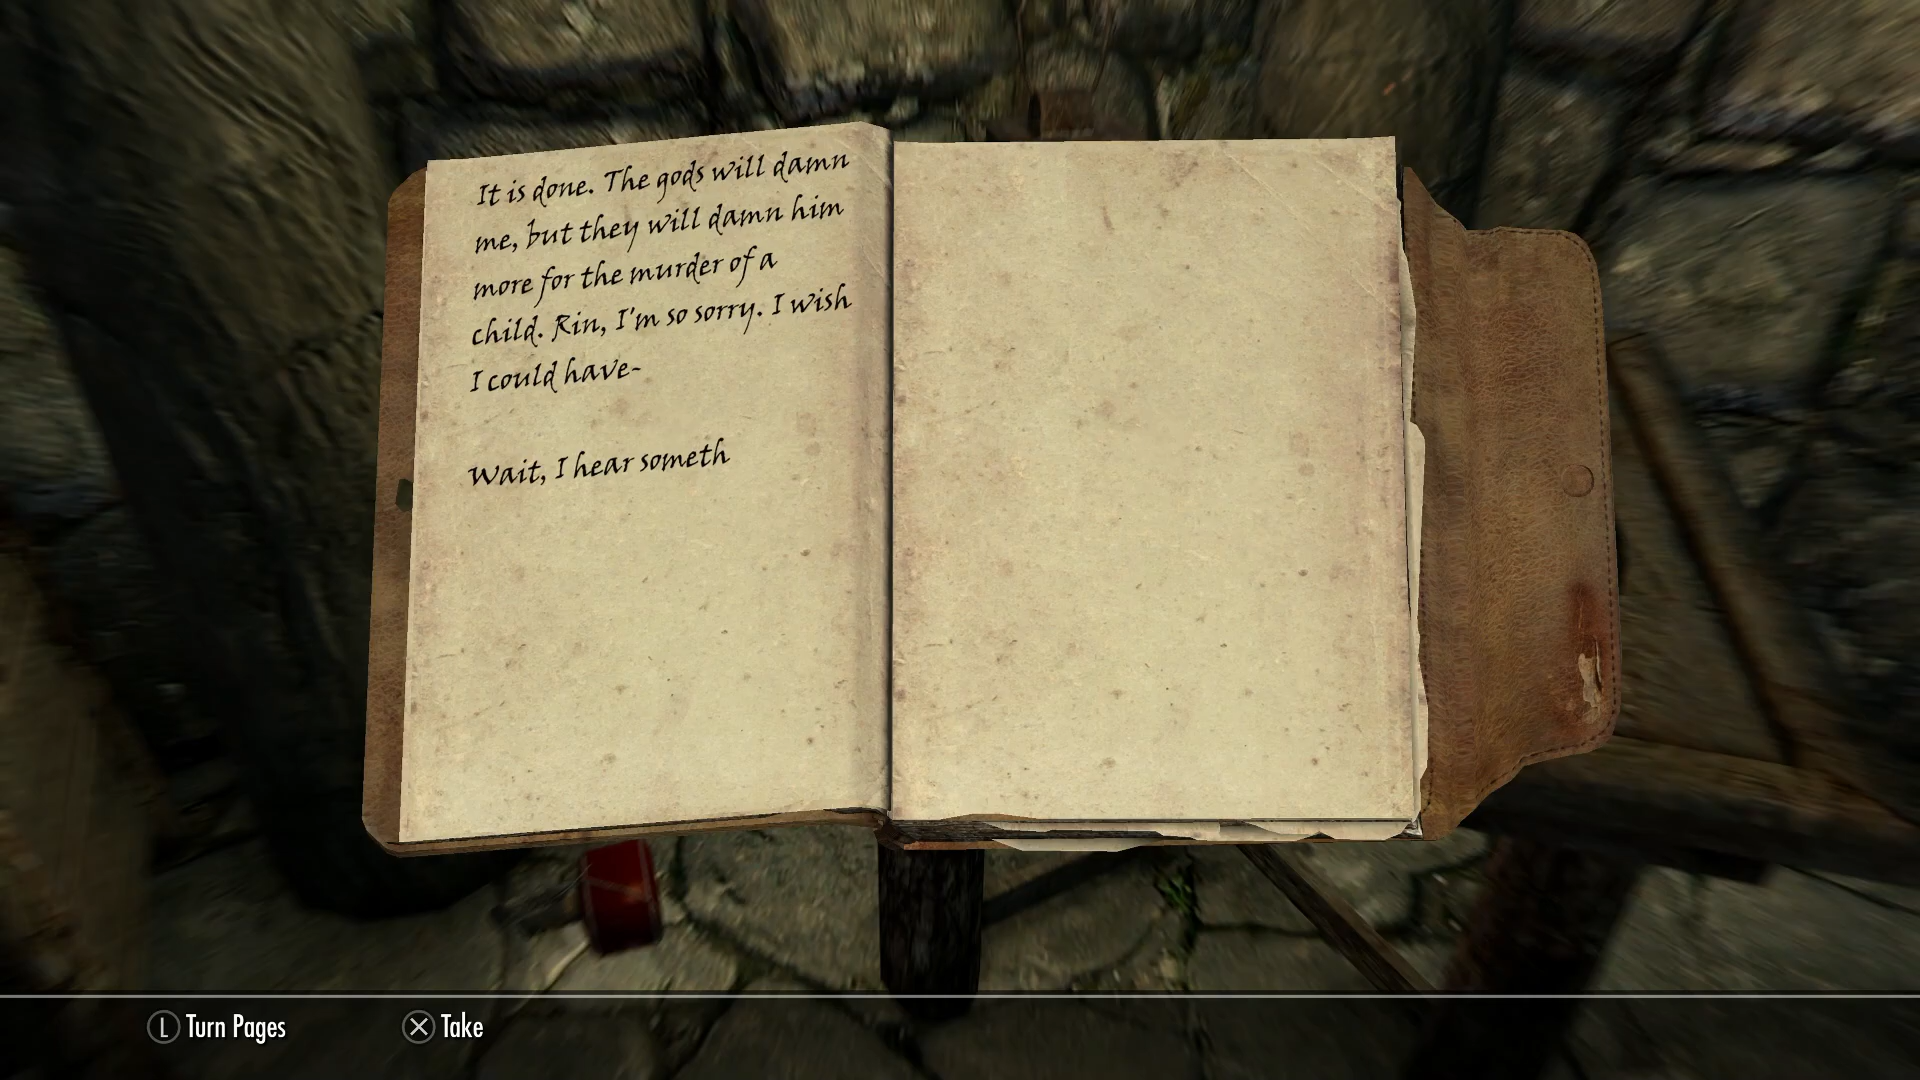 It is done. The gods will damn
me, but they will damn him
more for the murder of a
child. Rin, I'm so sorry. I wish
I could have-
Wait, I hear someth
L Turn Pages
X Take